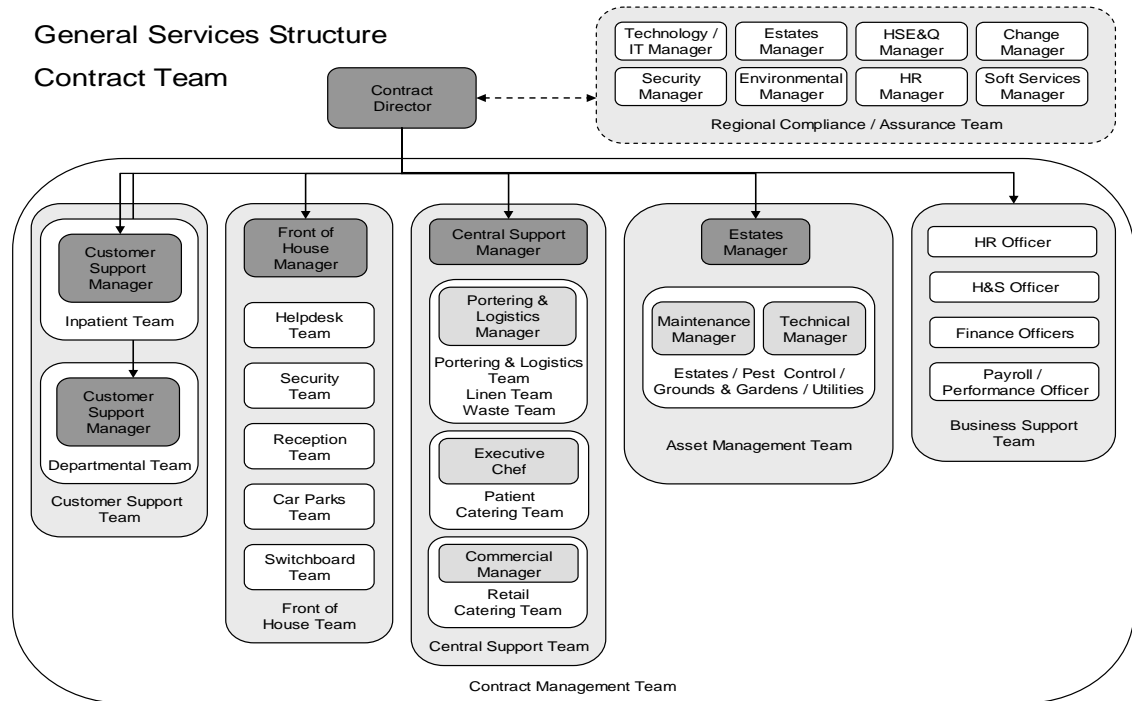 General Services Structure
Contract Team
Contract
Director
Technology /
IT Manager
Estates
Manager
HSE&Q
Manager
Change
Manager
Security
Manager
Environmental
Manager
HR
Manager
Soft Services
Manager
Regional Compliance / Assurance Team
Customer
Support
Manager
Inpatient Team
Customer
Support
Manager
Departmental Team
Customer Support
Team
Front of
House
Manager
Helpdesk
Team
Security
Team
Reception
Team
Car Parks
Team
Switchboard
Team
Front of
House Team
Central Support
Manager
Portering &
Logistics
Manager
Portering & Logistics
Team
Linen Team
Waste Team
Executive
Chef
Patient
Catering Team
Commercial
Manager
Retail
Catering Team
Central Support Team
Estates
Manager
Maintenance
Manager
Technical
Manager
Estates / Pest Control /
Grounds & Gardens / Utilities
Asset Management Team
HR Officer
H&S Officer
Finance Officers
Payroll /
Performance Officer
Business Support
Team
Contract Management Team